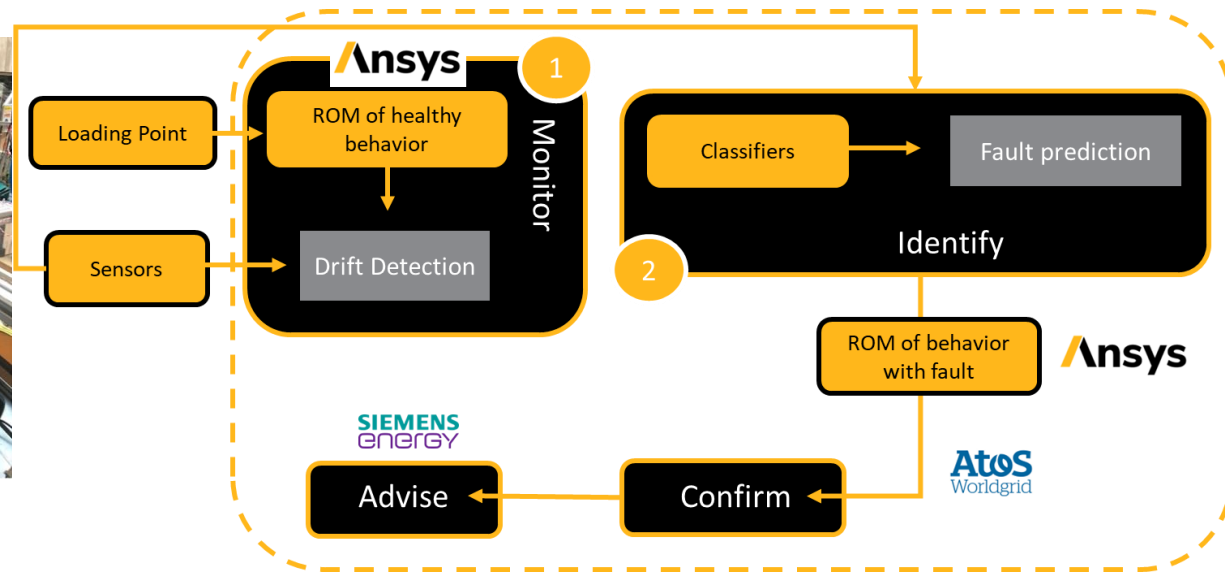 Ansys
1
Loading Point
ROM of healthy
behavior
Monitor
Classifiers
Fault prediction
Sensors
Drift Detection
Identify
2
ROM of behavior
with fault
Ansys
SIEMENS
energy
Atos
Worldgrid
Advise
Confirm